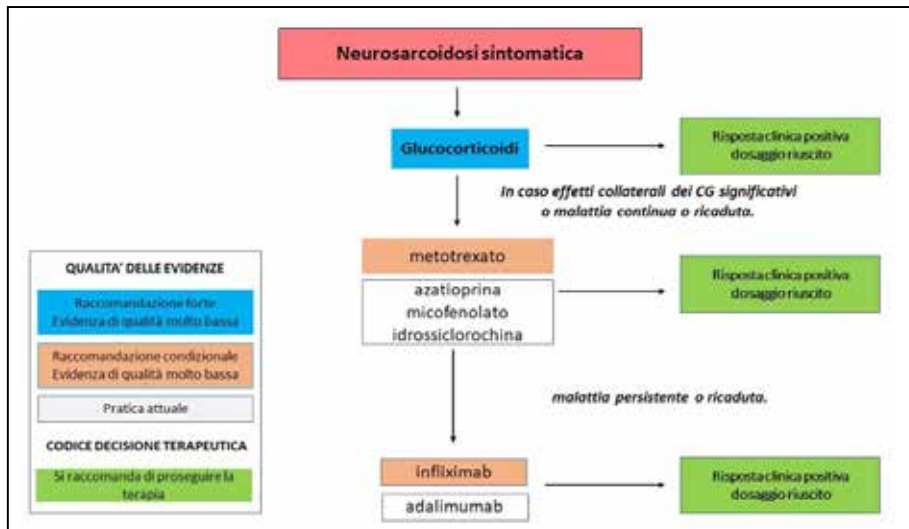 Neurosarcoidosi sintomatica
Glucocorticoidi
Risposta clinica positiva
dosaggio riuscito
In caso effetti collaterali dei CG significativi
o malattia continua o ricaduta.
metotrexato
azatioprina
micofenolato
idrossiclorochina
Risposta clinica positiva
dosaggio riuscito
malattia persistente o ricaduta.
infliximab
adalimumab
Risposta clinica positiva
dosaggio riuscito
QUALITA' DELLE EVIDENZE
Raccomandazione forte
Evidenza di qualità molto bassa
Raccomandazione condizionale
Evidenza di qualità molto bassa
Pratica attuale
CODICE DECISIONE TERAPEUTICA
Si raccomanda di proseguire la
terapia